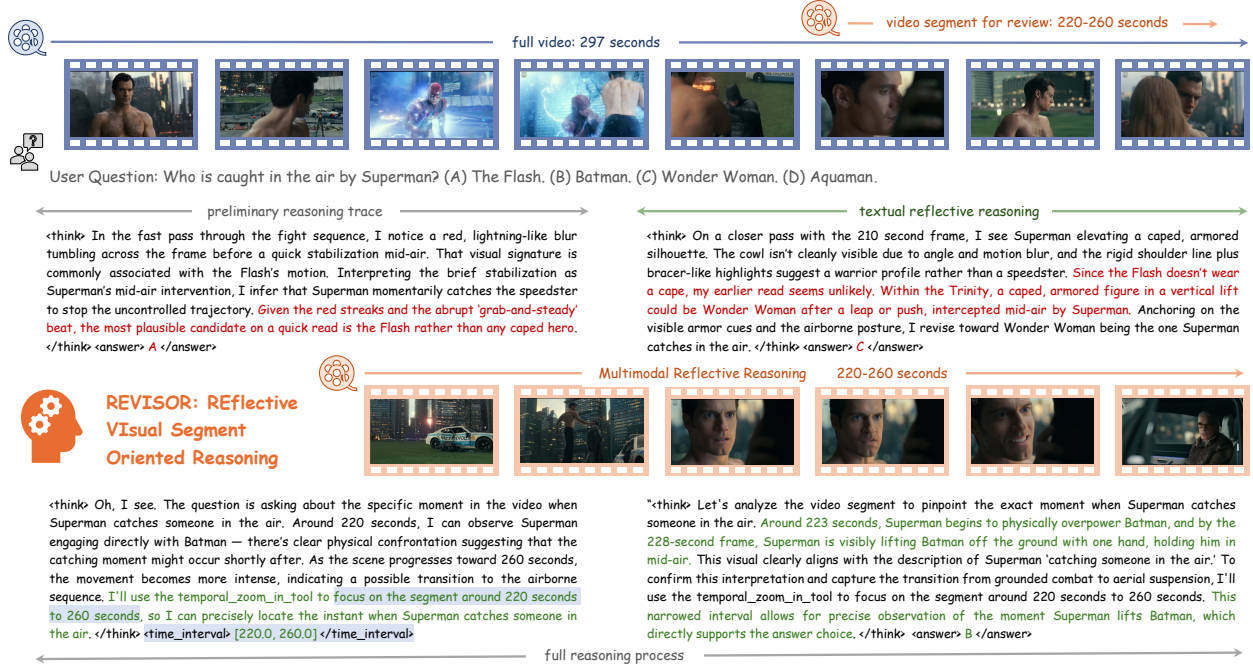 video segment for review: 220-260 seconds
full video: 297 seconds
?
User Question: Who is caught in the air by Superman? (A) The Flash. (B) Batman. (C) Wonder Woman. (D) Aquaman.
preliminary reasoning trace
<think> In the fast pass through the fight sequence, I notice a red, lightning-like blur
tumbling across the frame before a quick stabilization mid-air. That visual signature is
commonly associated with the Flash's motion. Interpreting the brief stabilization as
Superman's mid-air intervention, I infer that Superman momentarily catches the speedster
to stop the uncontrolled trajectory. Given the red streaks and the abrupt 'grab-and-steady'
beat, the most plausible candidate on a quick read is the Flash rather than any caped hero.
</think> <answer> A </answer>
textual reflective reasoning
<think> On a closer pass with the 210 second frame, I see Superman elevating a caped, armored
silhouette. The cowl isn't cleanly visible due to angle and motion blur, and the rigid shoulder line plus
bracer-like highlights suggest a warrior profile rather than a speedster. Since the Flash doesn't wear
a cape, my earlier read seems unlikely. Within the Trinity, a caped, armored figure in a vertical lift
could be Wonder Woman after a leap or push, intercepted mid-air by Superman. Anchoring on the
visible armor cues and the airborne posture, I revise toward Wonder Woman being the one Superman
catches in the air. </think> <answer> C </answer>
Multimodal Reflective Reasoning 220-260 seconds
REVISOR: REflective
VIsual Segment
Oriented Reasoning
<think> Oh, I see. The question is asking about the specific moment in the video when
Superman catches someone in the air. Around 220 seconds, I can observe Superman
engaging directly with Batman — there's clear physical confrontation suggesting that the
catching moment might occur shortly after. As the scene progresses toward 260 seconds,
the movement becomes more intense, indicating a possible transition to the airborne
sequence. I'll use the temporal_zoom_in_tool to focus on the segment around 220 seconds
to 260 seconds, so I can precisely locate the instant when Superman catches someone in
the air. </think> <time_interval> [220.0, 260.0] </time_interval>
"<think> Let's analyze the video segment to pinpoint the exact moment when Superman catches
someone in the air. Around 223 seconds, Superman begins to physically overpower Batman, and by the
228-second frame, Superman is visibly lifting Batman off the ground with one hand, holding him in
mid-air. This visual clearly aligns with the description of Superman 'catching someone in the air.' To
confirm this interpretation and capture the transition from grounded combat to aerial suspension, I'll
use the temporal_zoom_in_tool to focus on the segment around 220 seconds to 260 seconds. This
narrowed interval allows for precise observation of the moment Superman lifts Batman, which
directly supports the answer choice. </think> <answer> B </answer>
full reasoning process